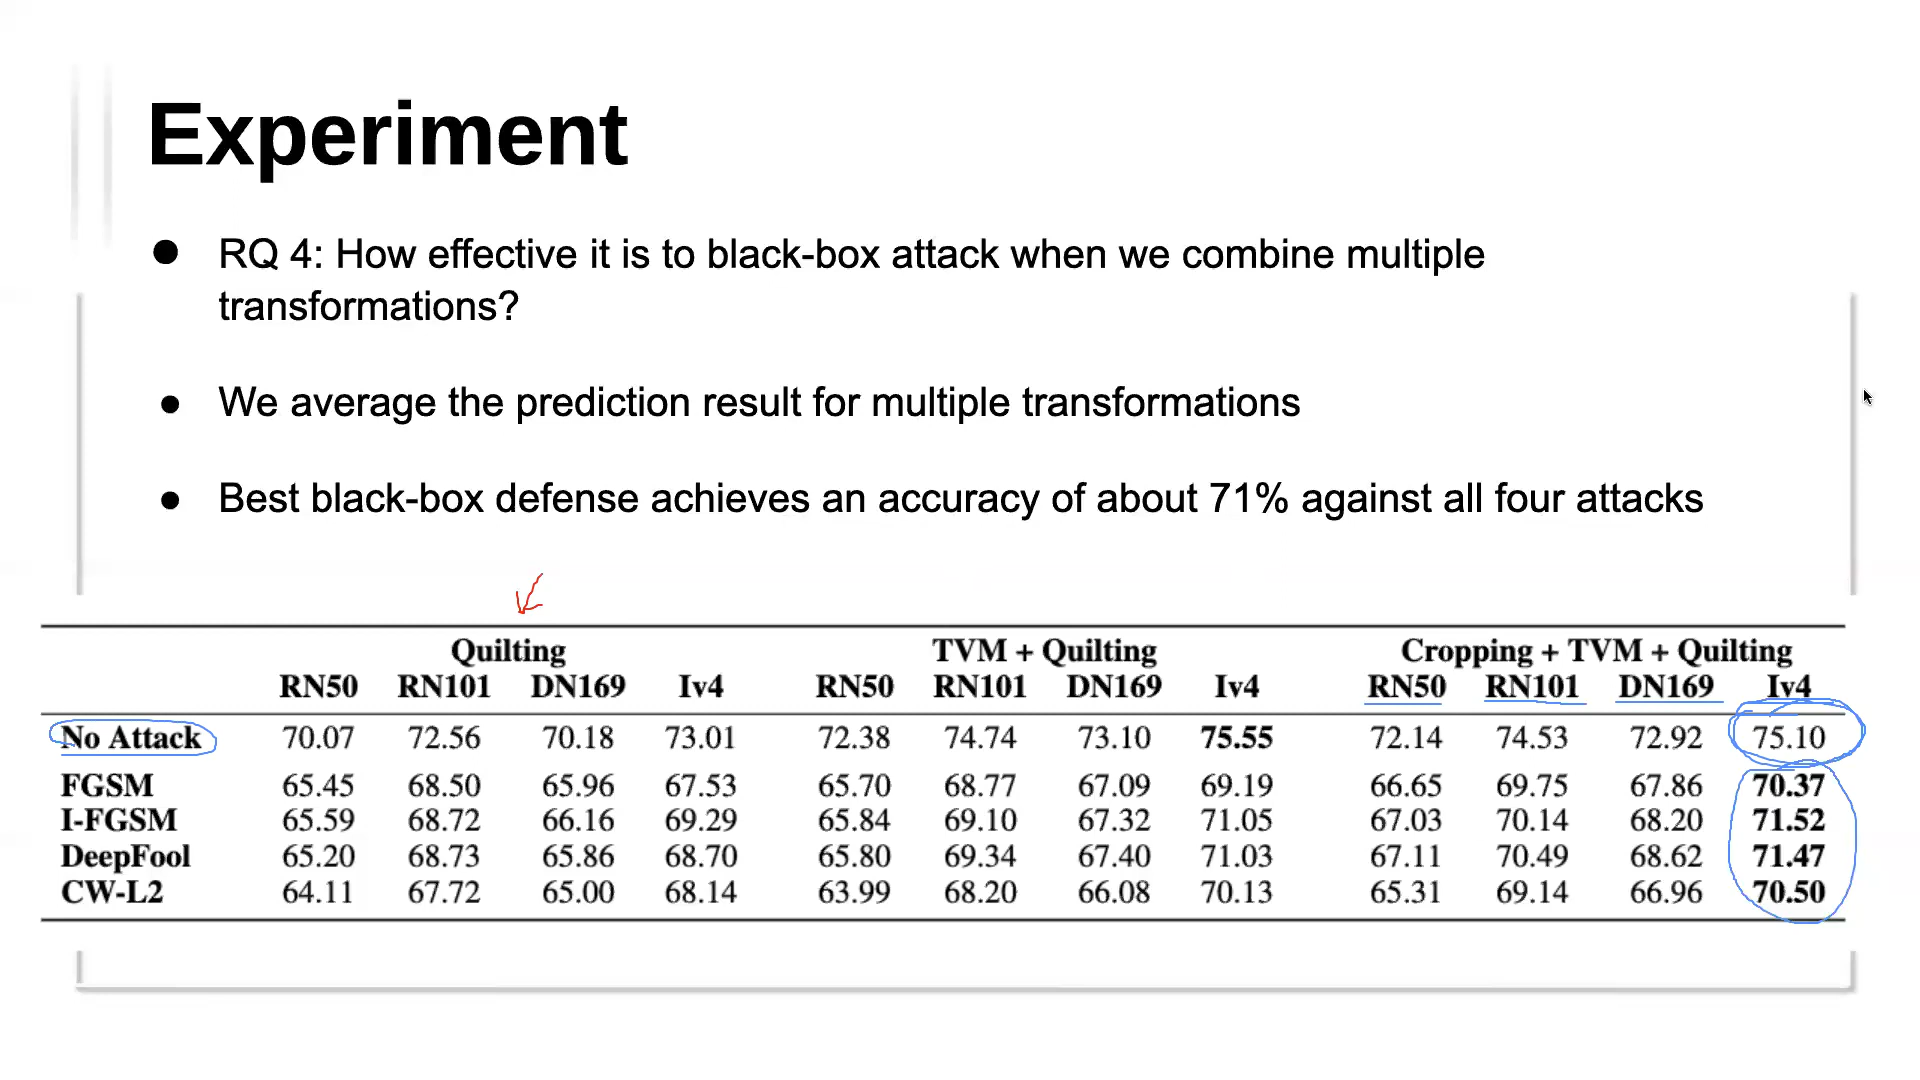 Experiment
● RQ 4: How effective it is to black-box attack when we combine multiple
transformations?
● We average the prediction result for multiple transformations
● Best black-box defense achieves an accuracy of about 71% against all four attacks
Quilting TVM + Quilting Cropping + TVM + Quilting
RN50 RN101 DN169 Iv4 RN50 RN101 DN169 Iv4 RN50 RN101 DN169 Iv4
No Attack 70.07 72.56 70.18 73.01 72.38 74.74 73.10 75.55 72.14 74.53 72.92 75.10
FGSM 65.45 68.50 65.96 67.53 65.70 68.77 67.09 69.19 66.65 69.75 67.86 70.37
I-FGSM 65.59 68.72 66.16 69.29 65.84 69.10 67.32 71.05 67.03 70.14 68.20 71.52
DeepFool 65.20 68.73 65.86 68.70 65.80 69.34 67.40 71.03 67.11 70.49 68.62 71.47
CW-L2 64.11 67.72 65.00 68.14 63.99 68.20 66.08 70.13 65.31 69.14 66.96 70.50